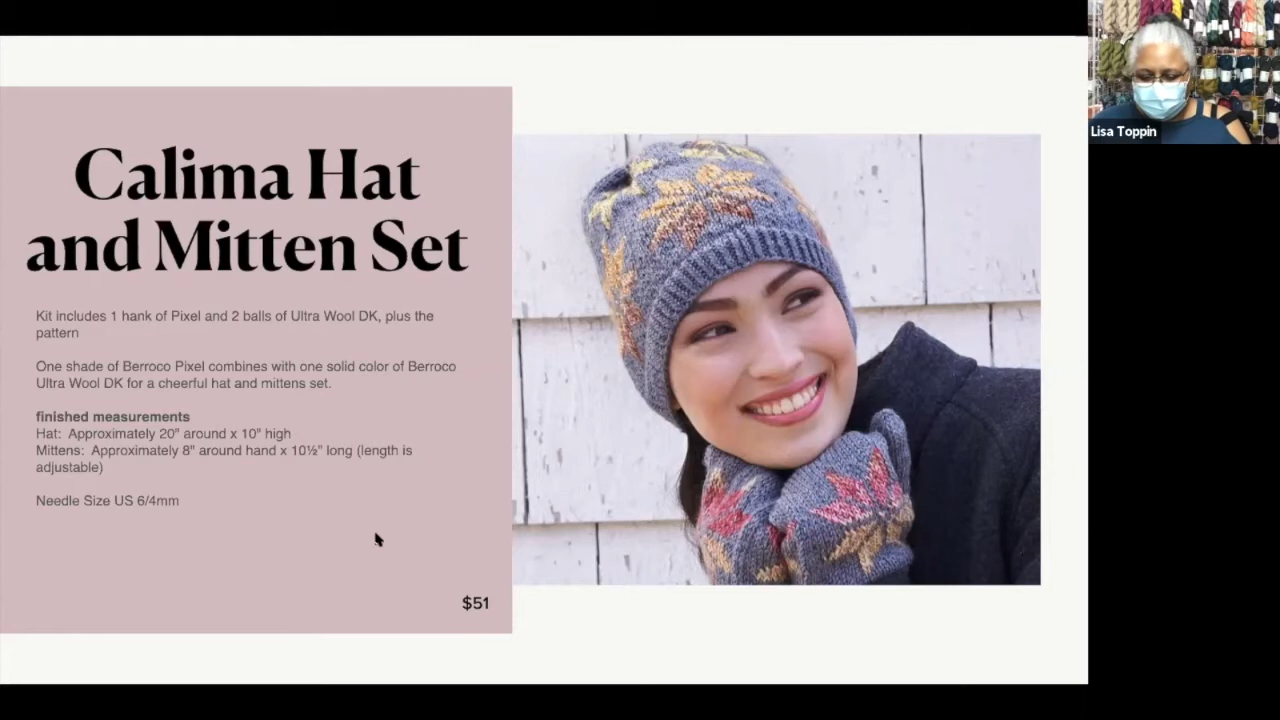 Calima Hat
and Mitten Set
Kit includes 1 hank of Pixel and 2 balls of Ultra Wool DK, plus the
pattern
One shade of Berroco Pixel combines with one solid color of Berroco
Ultra Wool DK for a cheerful hat and mittens set.
finished measurements
Hat:  Approximately 20" around x 10" high
Mittens:  Approximately 8" around hand x 10½" long (length is
adjustable)
Needle Size US 6/4mm
$51
Lisa Toppin